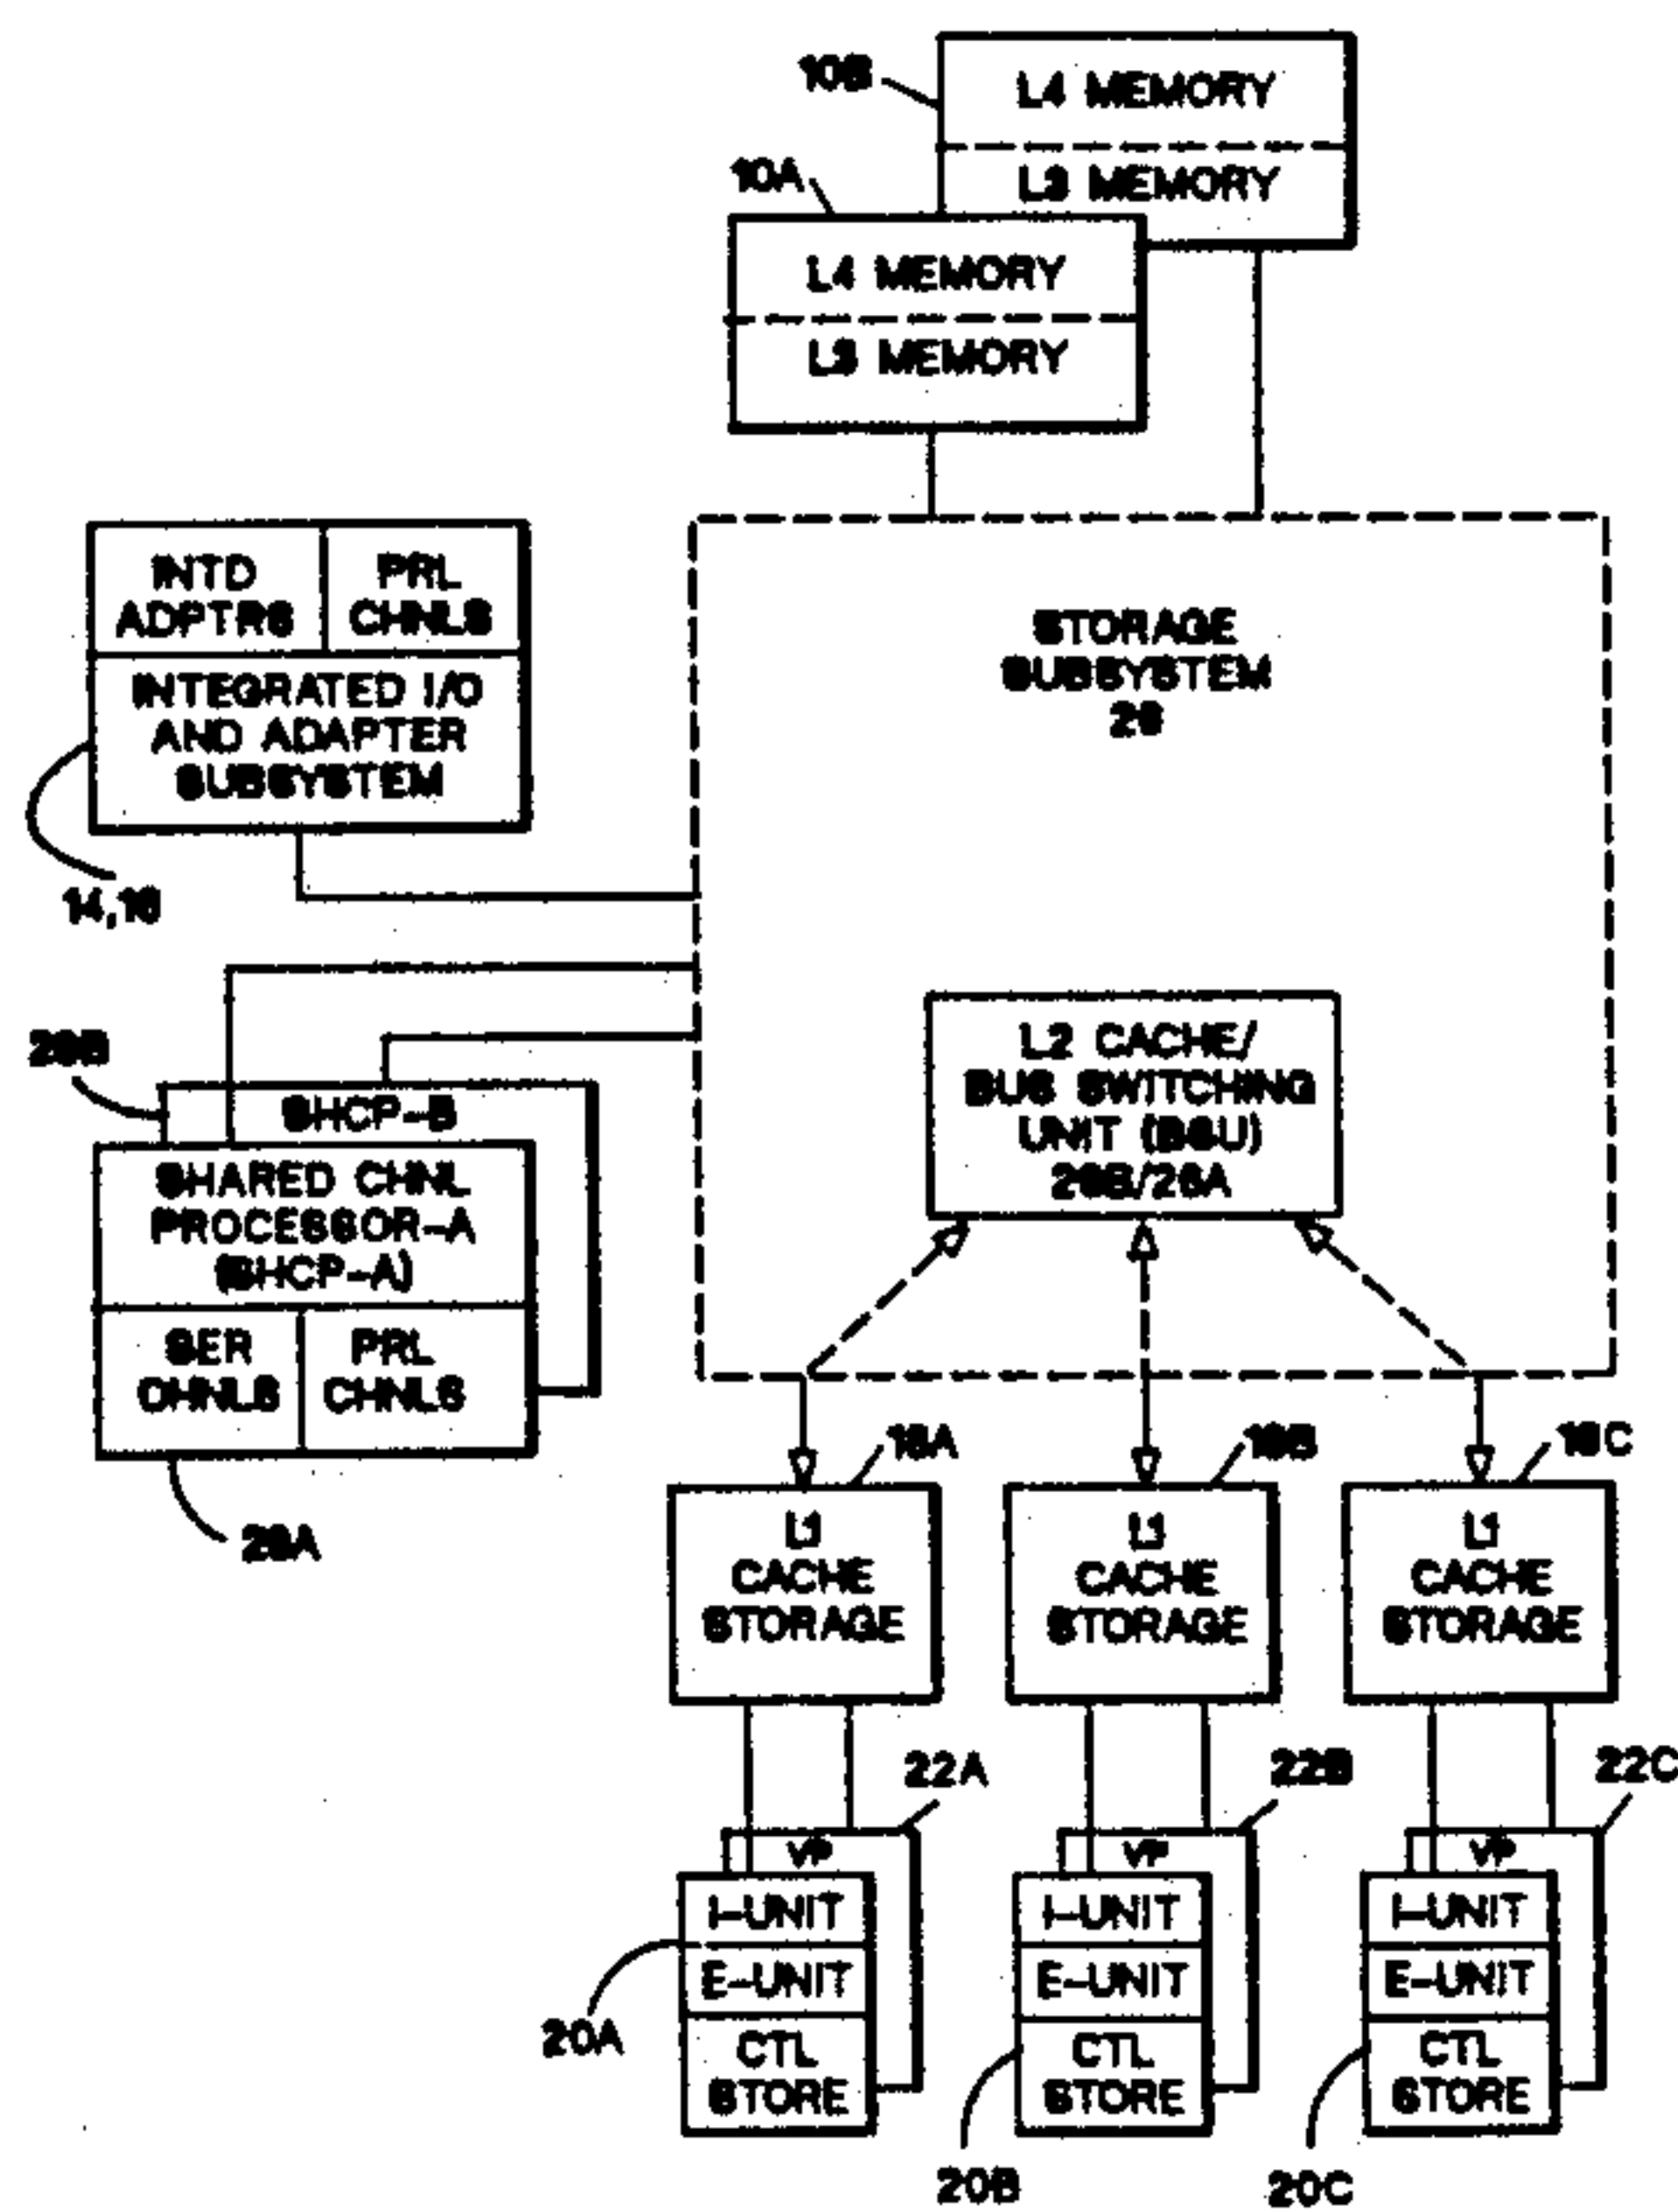 10B
L4 MEMORY
L3 MEMORY
10A
L4 MEMORY
L3 MEMORY
INTD
ADPTRS
PRL
CHNLS
INTEGRATED I/O
AND ADAPTER
SUBSYSTEM
14,16
STORAGE
SUBSYSTEM
26
L2 CACHE/
BUS SWITCHING
UNIT (BSU)
26B/26A
28B
SHCP-B
SHARED CHNL
PROCESSOR-A
(SHCP-A)
SER
CHNLS
PRL
CHNLS
28A
18A
18B
18C
L1
CACHE
STORAGE
L1
CACHE
STORAGE
L1
CACHE
STORAGE
22A
22B
22C
VP
I-UNIT
E-UNIT
CTL
STORE
20A
VP
I-UNIT
E-UNIT
CTL
STORE
20B
VP
I-UNIT
E-UNIT
CTL
STORE
20C